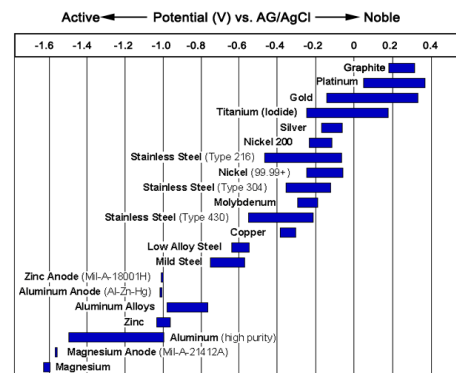 Active Potential (V) vs. AG/AgCl Noble
-1.6 -1.4 -1.2 -1.0 -0.8 -0.6 -0.4 -0.2 0 0.2 0.4
Graphite
Platinum
Gold
Titanium (Iodide)
Silver
Nickel 200
Stainless Steel (Type 216)
Nickel (99.99+)
Stainless Steel (Type 304)
Molybdenum
Stainless Steel (Type 430)
Copper
Low Alloy Steel
Mild Steel
Zinc Anode (Mil-A-18001H)
Aluminum Anode (Al-Zn-Hg)
Aluminum Alloys
Zinc
Aluminum (high purity)
Magnesium Anode (Mil-A-21412A)
Magnesium